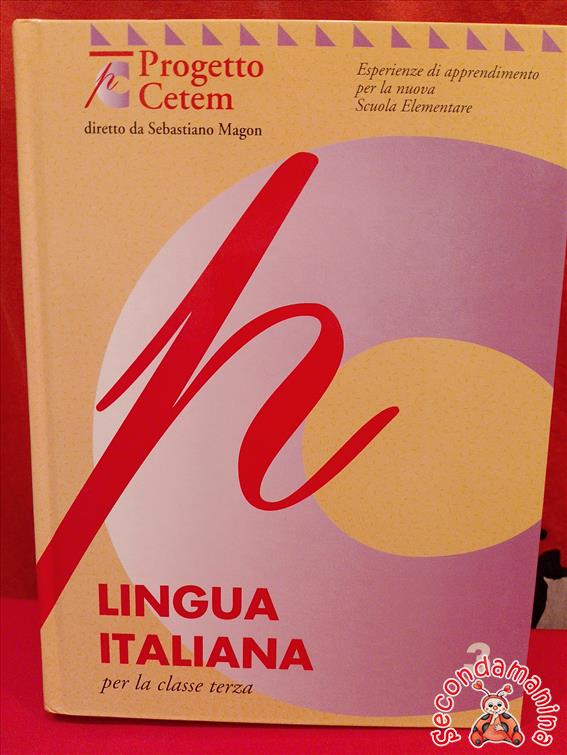 Progetto
Cetem
diretto da Sebastiano Magon
Esperienze di apprendimento
per la nuova
Scuola Elementare
p
LINGUA
ITALIANA
per la classe terza
3
secondamanina